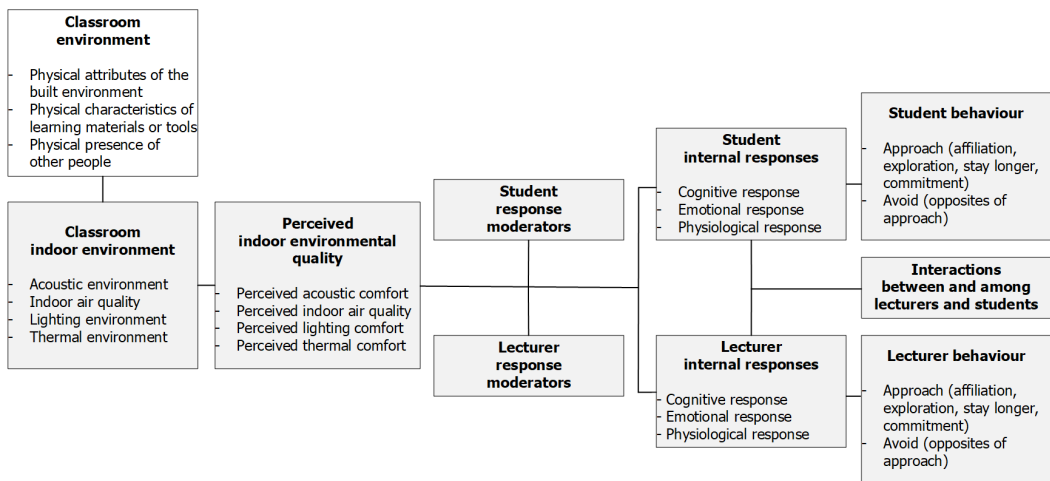 Classroom
environment
- Physical attributes of the
built environment
- Physical characteristics of
learning materials or tools
- Physical presence of
other people
Classroom
indoor environment
- Acoustic environment
- Indoor air quality
- Lighting environment
- Thermal environment
Perceived
indoor environmental
quality
- Perceived acoustic comfort
- Perceived indoor air quality
- Perceived lighting comfort
- Perceived thermal comfort
Student
response
moderators
Lecturer
response
moderators
Student
internal responses
- Cognitive response
- Emotional response
- Physiological response
Lecturer
internal responses
- Cognitive response
- Emotional response
- Physiological response
Student behaviour
- Approach (affiliation,
exploration, stay longer,
commitment)
- Avoid (opposites of
approach)
Interactions
between and among
lecturers and students
Lecturer behaviour
- Approach (affiliation,
exploration, stay longer,
commitment)
- Avoid (opposites of
approach)